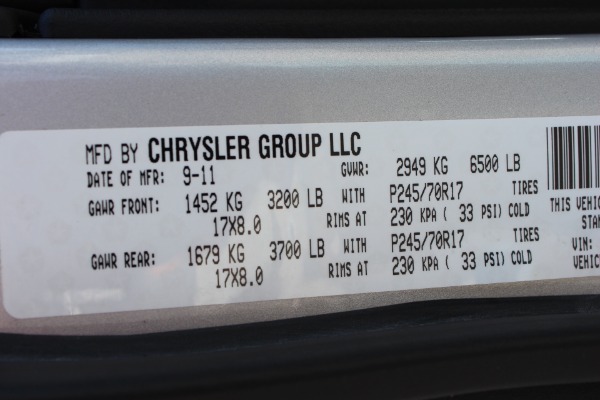 MFD BY CHRYSLER GROUP LLC
DATE OF MFR: 9-11 GVWR: 2949 KG 6500 LB
GAWR FRONT: 1452 KG 3200 LB WITH P245/70R17 TIRES
17X8.0 RIMS AT 230 KPA ( 33 PSI) COLD
GAWR REAR: 1679 KG 3700 LB WITH P245/70R17 TIRES
17X8.0 RIMS AT 230 KPA ( 33 PSI) COLD
THIS VEHIC
STAN
VIN:
VEHIC